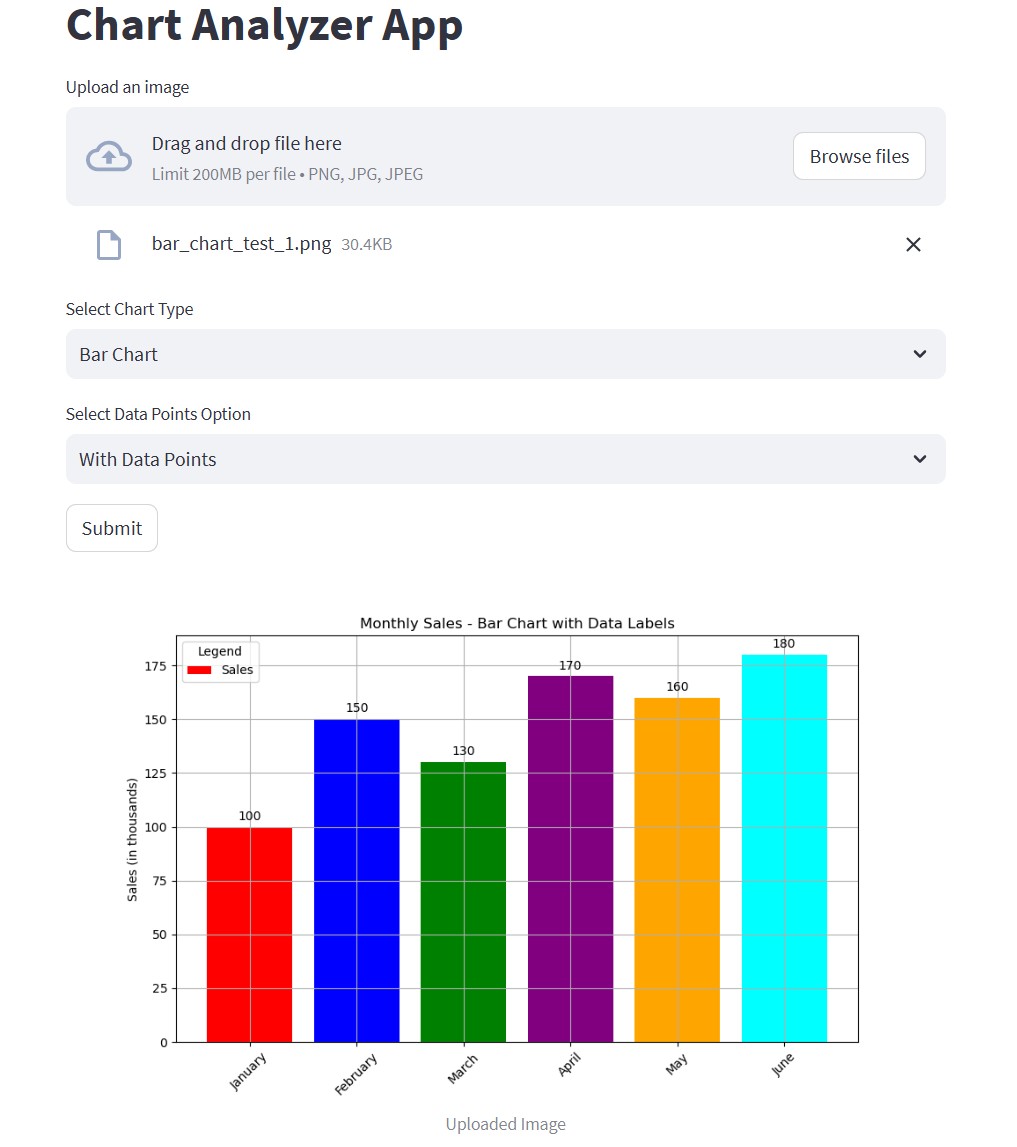 Chart Analyzer App
Upload an image
Drag and drop file here
Limit 200MB per file • PNG, JPG, JPEG
Browse files
bar_chart_test_1.png 30.4KB
Select Chart Type
Bar Chart
Select Data Points Option
With Data Points
Submit
Monthly Sales - Bar Chart with Data Labels
Legend
Sales
Sales (in thousands)
175
150
125
100
75
50
25
0
100
150
130
170
160
180
January
February
March
April
May
June
Uploaded Image